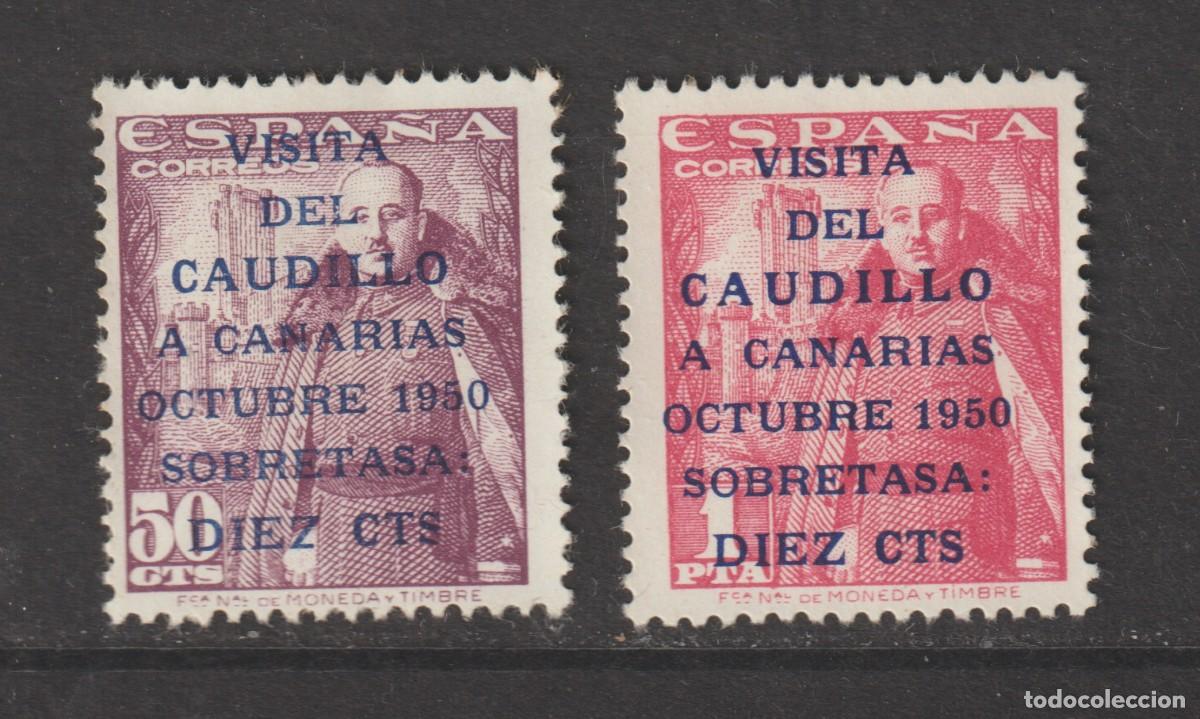 ESPAÑA
CORREOS
VISITA
DEL
CAUDILLO
A CANARIAS
OCTUBRE 1950
SOBRETASA:
DIEZ CTS
50
CTS
FCA NAL DE MONEDA Y TIMBRE
ESPAÑA
VISITA
DEL
CAUDILLO
A CANARIAS
OCTUBRE 1950
SOBRETASA:
DIEZ CTS
1
PTA
FCA NAL DE MONEDA Y TIMBRE
todocoleccion